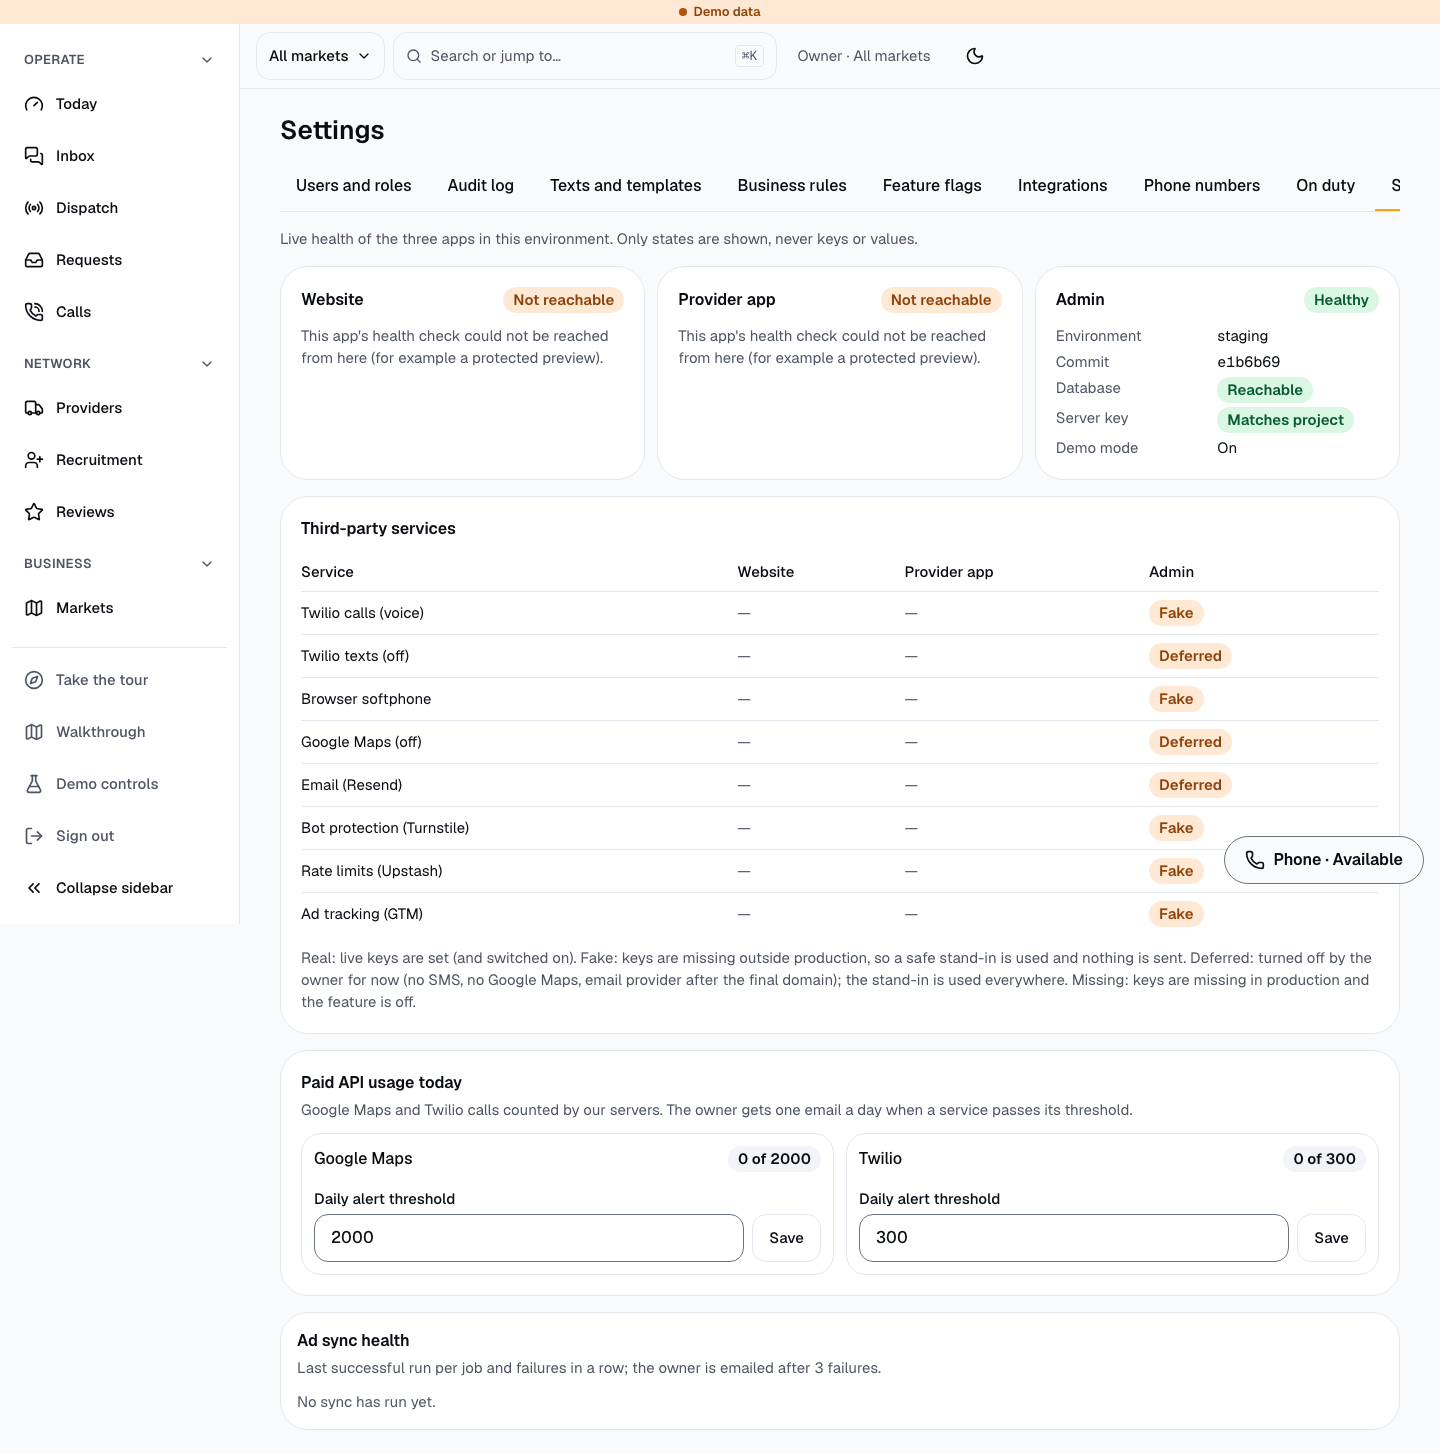 Demo data
OPERATE
Today
Inbox
Dispatch
Requests
Calls
NETWORK
Providers
Recruitment
Reviews
BUSINESS
Markets
Take the tour
Walkthrough
Demo controls
Sign out
Collapse sidebar
All markets
Search or jump to...
⌘K
Owner · All markets
Settings
Users and roles
Audit log
Texts and templates
Business rules
Feature flags
Integrations
Phone numbers
On duty
S
Live health of the three apps in this environment. Only states are shown, never keys or values.
Website
Not reachable
This app's health check could not be reached
from here (for example a protected preview).
Provider app
Not reachable
This app's health check could not be reached
from here (for example a protected preview).
Admin
Healthy
Environment staging
Commit e1b6b69
Database Reachable
Server key Matches project
Demo mode On
Third-party services
Service Website Provider app Admin
Twilio calls (voice) — — Fake
Twilio texts (off) — — Deferred
Browser softphone — — Fake
Google Maps (off) — — Deferred
Email (Resend) — — Deferred
Bot protection (Turnstile) — — Fake
Rate limits (Upstash) — — Fake
Ad tracking (GTM) — — Fake
Phone · Available
Real: live keys are set (and switched on). Fake: keys are missing outside production, so a safe stand-in is used and nothing is sent. Deferred: turned off by the
owner for now (no SMS, no Google Maps, email provider after the final domain); the stand-in is used everywhere. Missing: keys are missing in production and
the feature is off.
Paid API usage today
Google Maps and Twilio calls counted by our servers. The owner gets one email a day when a service passes its threshold.
Google Maps
0 of 2000
Daily alert threshold
2000
Save
Twilio
0 of 300
Daily alert threshold
300
Save
Ad sync health
Last successful run per job and failures in a row; the owner is emailed after 3 failures.
No sync has run yet.